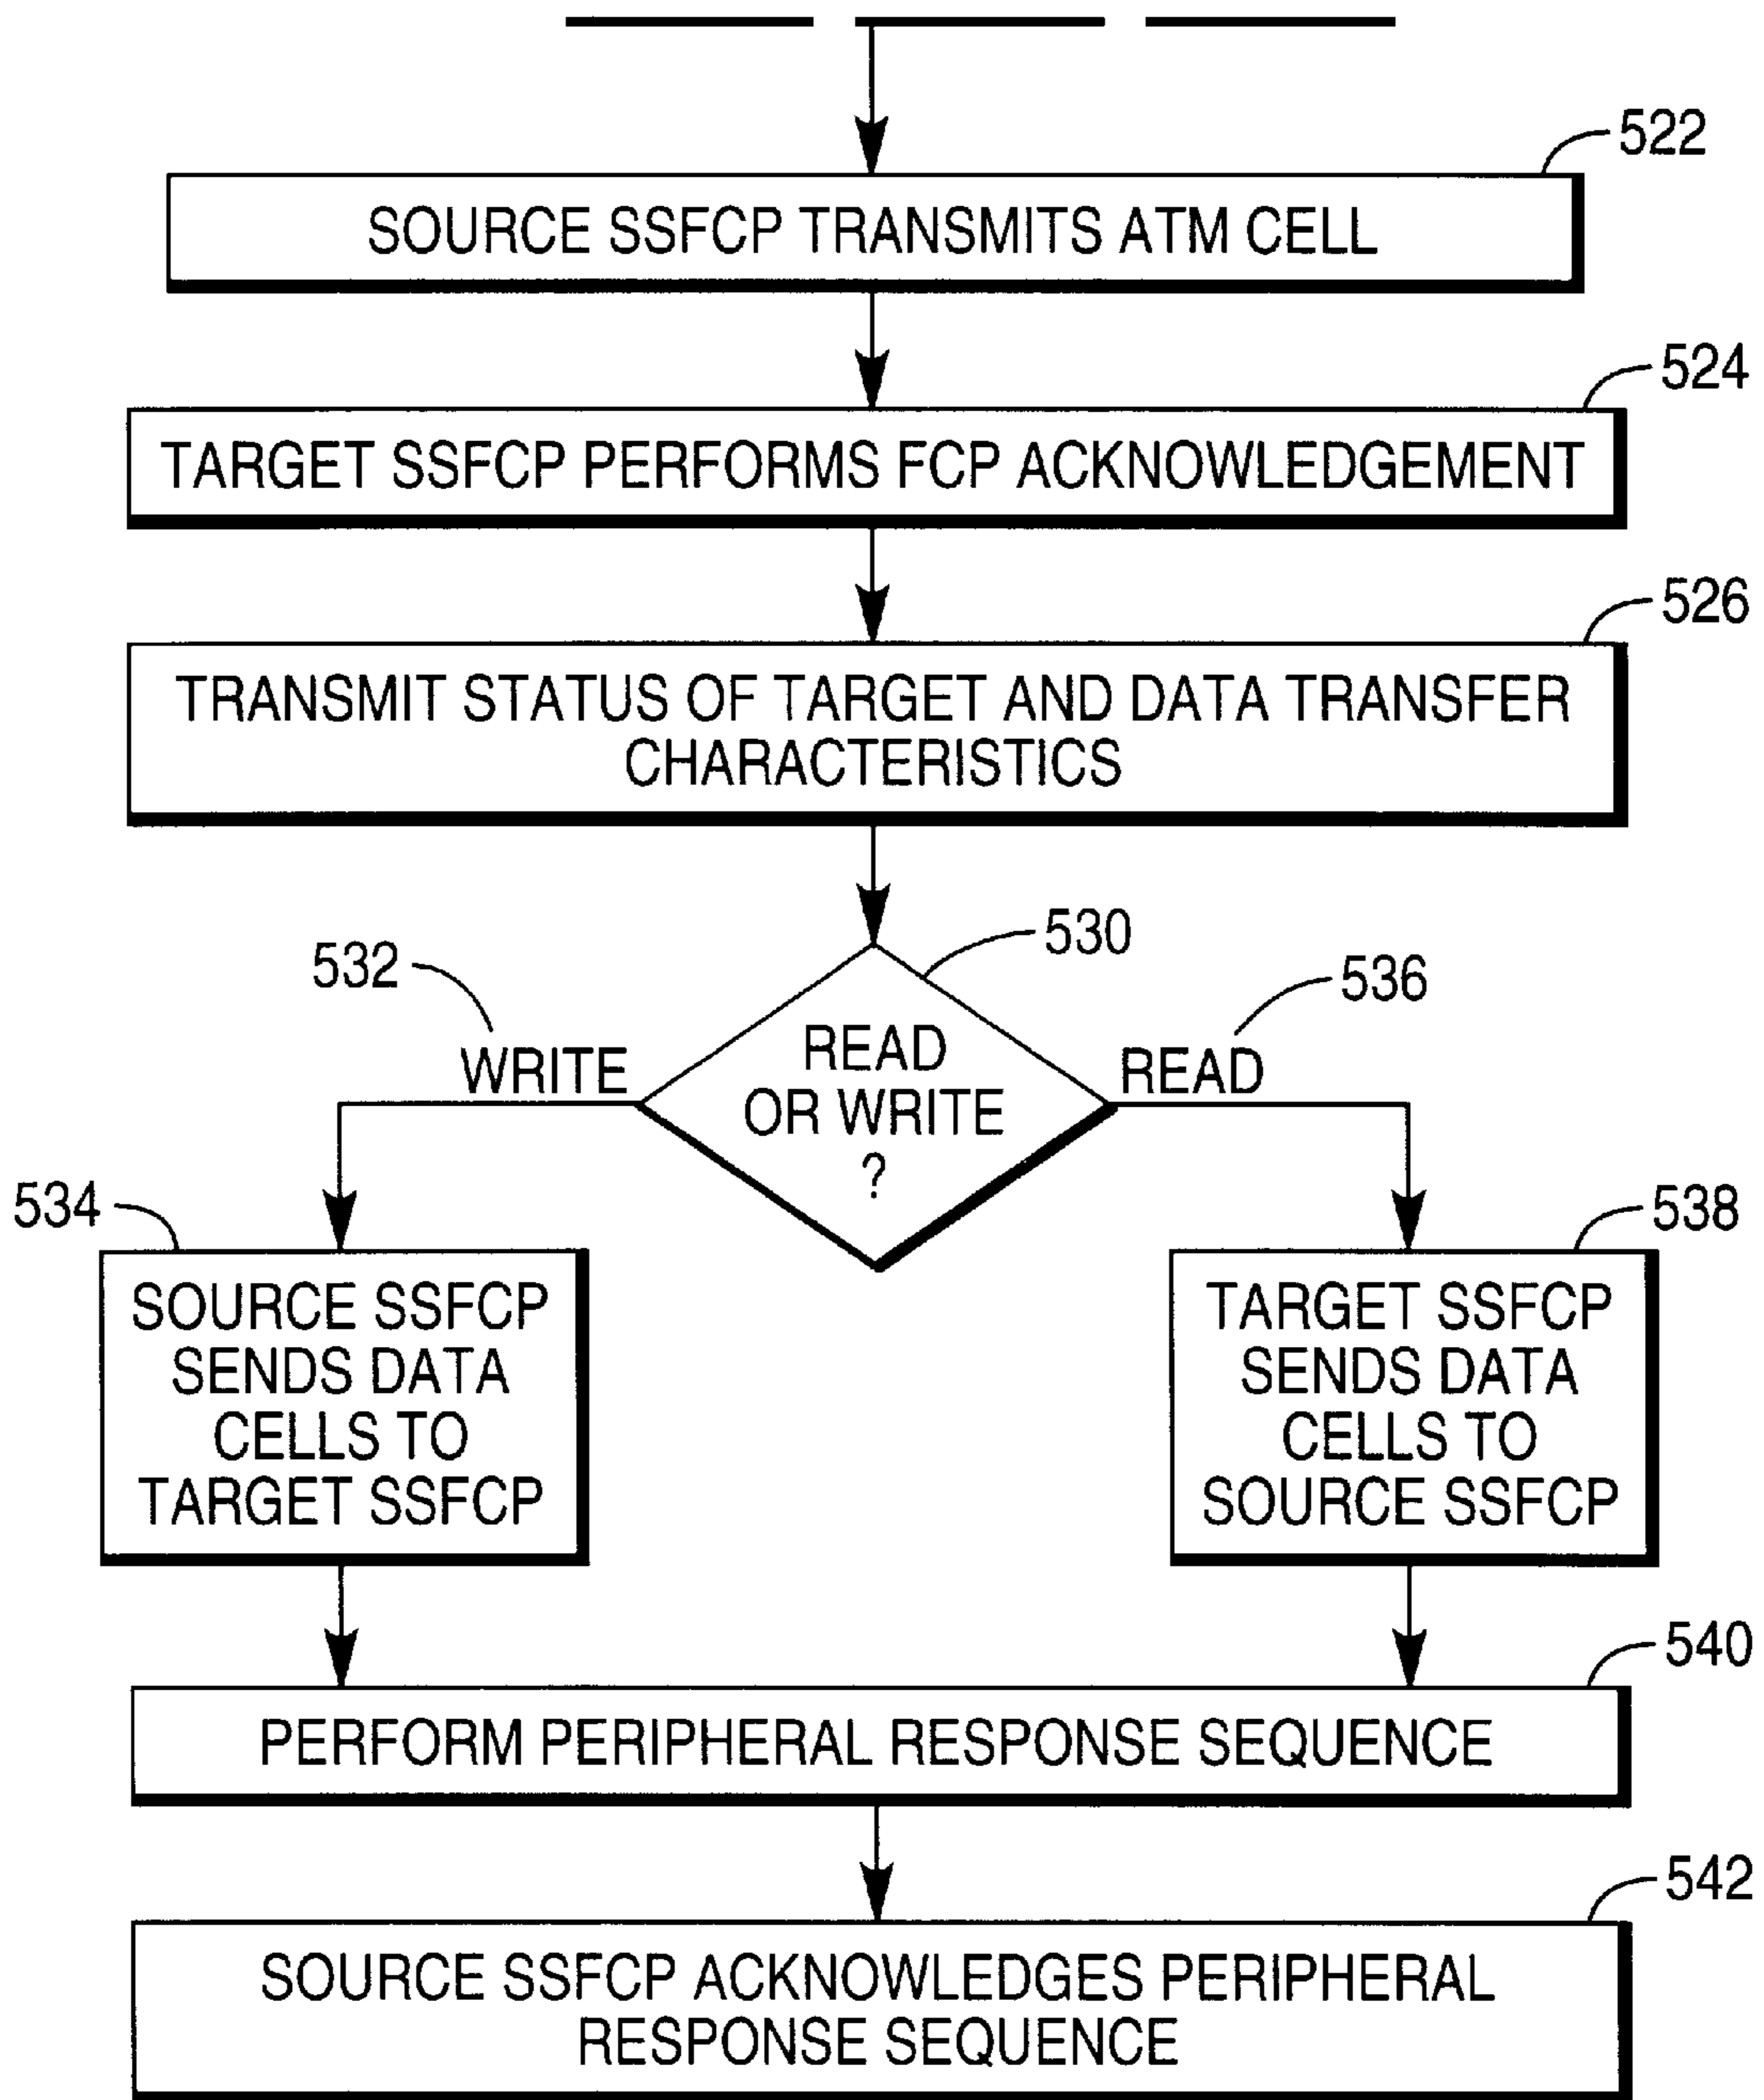 522
SOURCE SSFCP TRANSMITS ATM CELL
524
TARGET SSFCP PERFORMS FCP ACKNOWLEDGEMENT
526
TRANSMIT STATUS OF TARGET AND DATA TRANSFER
CHARACTERISTICS
530
532
536
READ
OR WRITE
?
WRITE
READ
534
SOURCE SSFCP
SENDS DATA
CELLS TO
TARGET SSFCP
538
TARGET SSFCP
SENDS DATA
CELLS TO
SOURCE SSFCP
540
PERFORM PERIPHERAL RESPONSE SEQUENCE
542
SOURCE SSFCP ACKNOWLEDGES PERIPHERAL
RESPONSE SEQUENCE